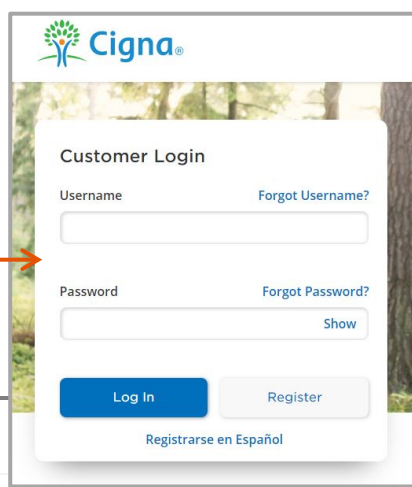 Cigna®
Customer Login
Username Forgot Username?
Password Forgot Password?
Show
Log In Register
Registrarse en Español